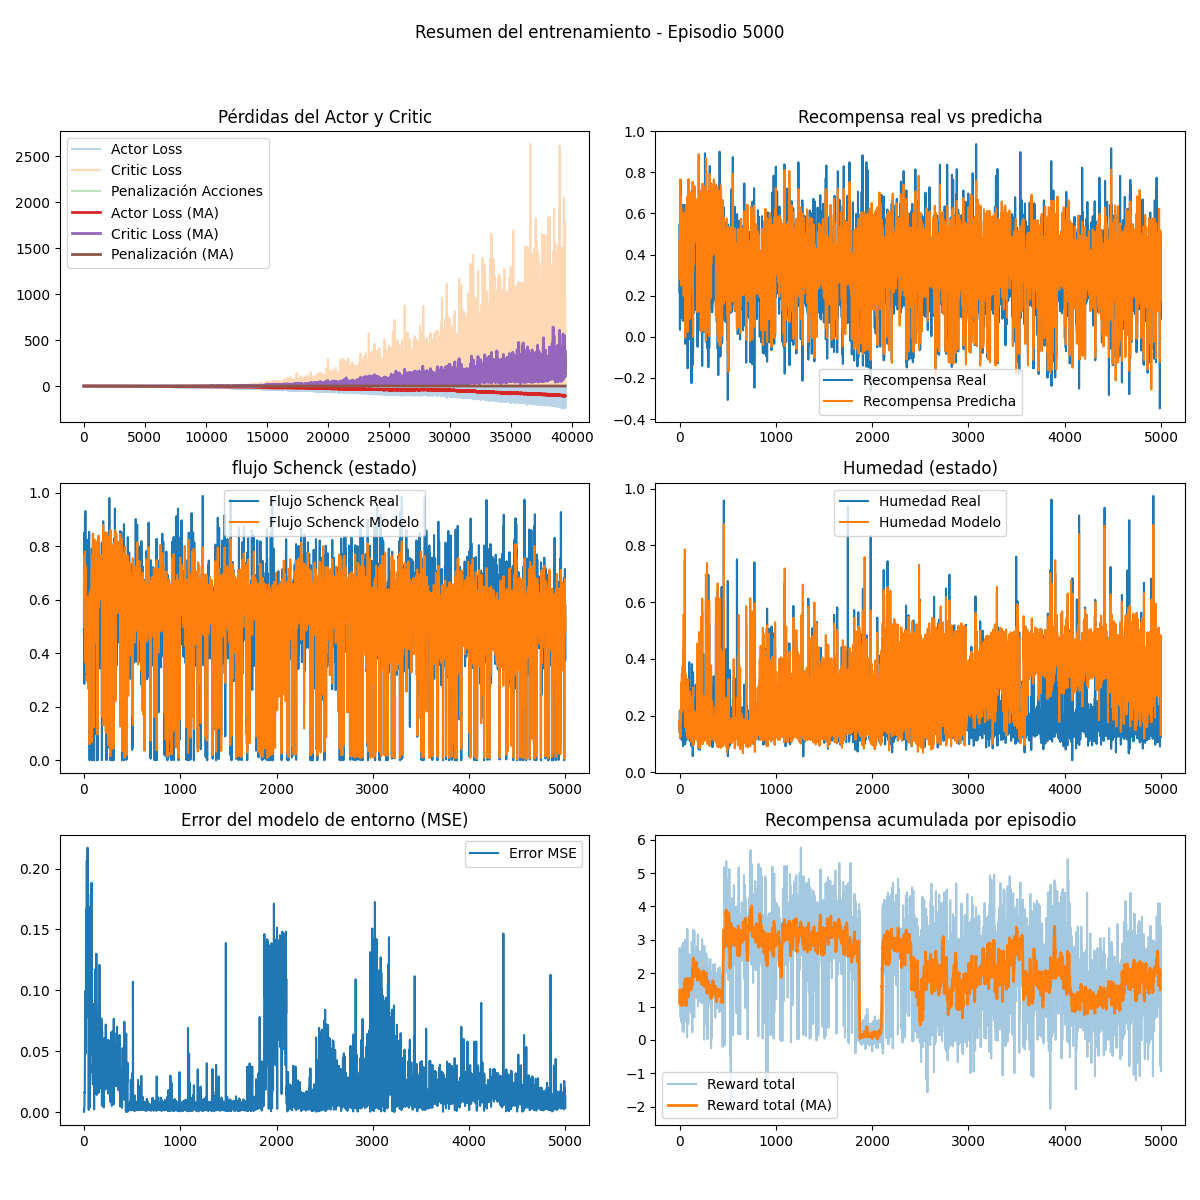 Resumen del entrenamiento - Episodio 5000
Pérdidas del Actor y Critic
Actor Loss
Critic Loss
Penalización Acciones
Actor Loss (MA)
Critic Loss (MA)
Penalización (MA)
2500
2000
1500
1000
500
0
0 5000 10000 15000 20000 25000 30000 35000 40000
Recompensa real vs predicha
1.0
0.8
0.6
0.4
0.2
0.0
−0.2
−0.4
Recompensa Real
Recompensa Predicha
0 1000 2000 3000 4000 5000
flujo Schenck (estado)
Flujo Schenck Real
Flujo Schenck Modelo
1.0
0.8
0.6
0.4
0.2
0.0
0 1000 2000 3000 4000 5000
Humedad (estado)
Humedad Real
Humedad Modelo
1.0
0.8
0.6
0.4
0.2
0.0
0 1000 2000 3000 4000 5000
Error del modelo de entorno (MSE)
Error MSE
0.20
0.15
0.10
0.05
0.00
0 1000 2000 3000 4000 5000
Recompensa acumulada por episodio
6
5
4
3
2
1
0
−1
−2
Reward total
Reward total (MA)
0 1000 2000 3000 4000 5000